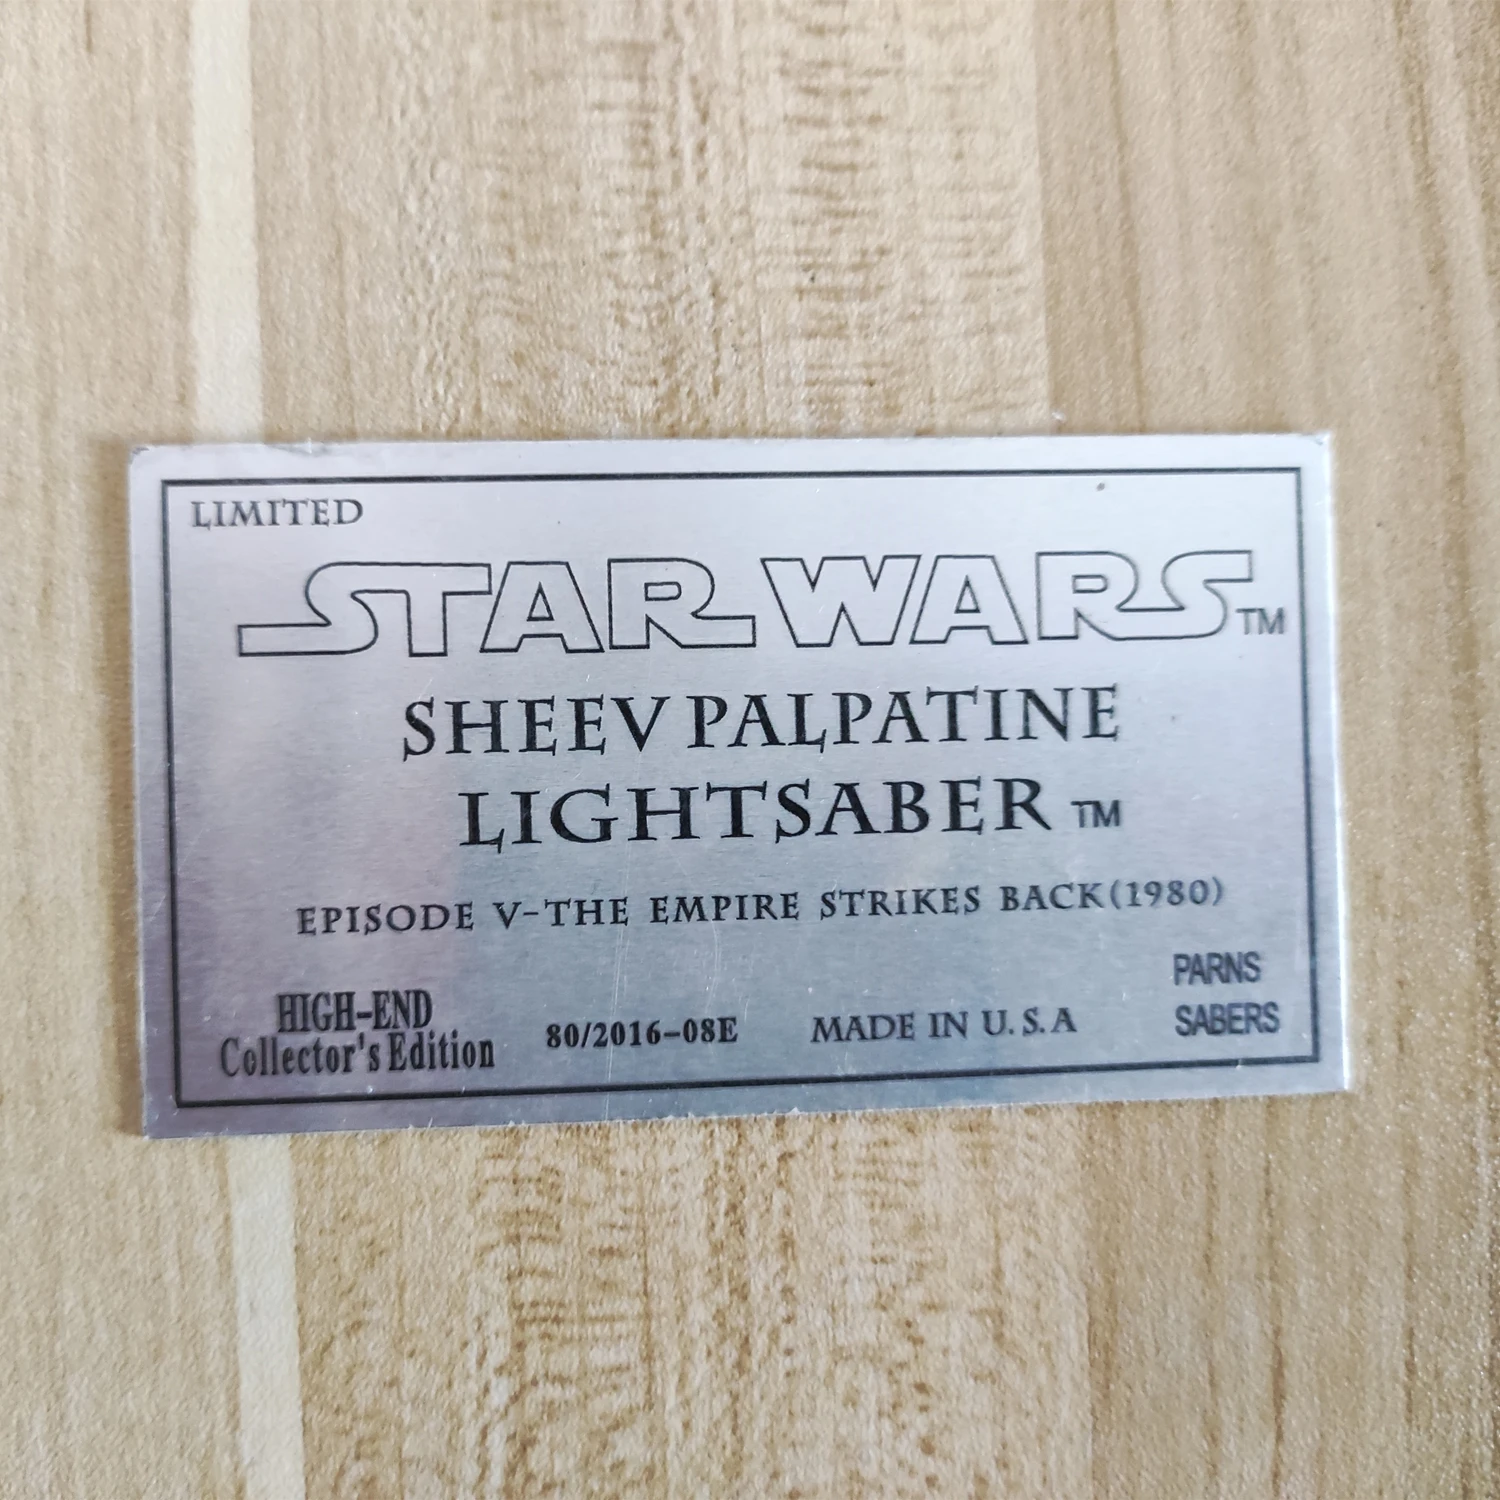 LIMITED
STAR WARS TM
SHEEV PALPATINE
LIGHTSABER TM
EPISODE V-THE EMPIRE STRIKES BACK(1980)
HIGH-END
Collector's Edition
80/2016-08E
MADE IN U.S.A
PARNS
SABERS